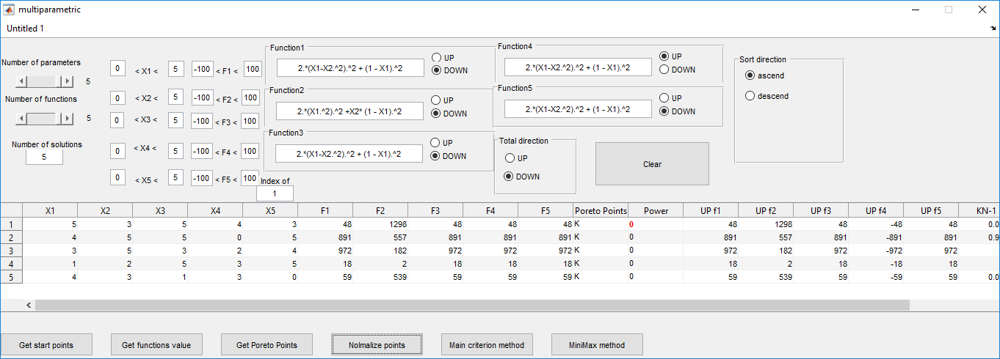 multiparametric
Untitled 1
Number of parameters
5
Number of functions
5
Number of solutions
5
0 < X1 < 5 -100 < F1 < 100
0 < X2 < 5 -100 < F2 < 100
0 < X3 < 5 -100 < F3 < 100
0 < X4 < 5 -100 < F4 < 100
0 < X5 < 5 -100 < F5 < 100
Function1
2.*(X1-X2.^2).^2 + (1 - X1).^2
UP
DOWN
Function2
2.*(X1.^2).^2 +X2* (1 - X1).^2
UP
DOWN
Function3
2.*(X1-X2.^2).^2 + (1 - X1).^2
UP
DOWN
Index of
1
Function4
2.*(X1-X2.^2).^2 + (1 - X1).^2
UP
DOWN
Function5
2.*(X1-X2.^2).^2 + (1 - X1).^2
UP
DOWN
Total direction
UP
DOWN
Clear
Sort direction
ascend
descend
X1 X2 X3 X4 X5 F1 F2 F3 F4 F5 Poreto Points Power UP f1 UP f2 UP f3 UP f4 UP f5 KN-1
1 5 3 5 4 3 48 1298 48 48 48 K 0 48 1298 48 -48 48 0.0
2 4 5 5 0 5 891 557 891 891 891 K 0 891 557 891 -891 891 0.9
3 3 5 3 2 4 972 182 972 972 972 K 0 972 182 972 -972 972
4 1 2 5 3 5 18 2 18 18 18 K 0 18 2 18 -18 18
5 4 3 1 3 0 59 539 59 59 59 K 0 59 539 59 -59 59 0.0
Get start points
Get functions value
Get Poreto Points
Nolmalize points
Main criterion method
MiniMax method